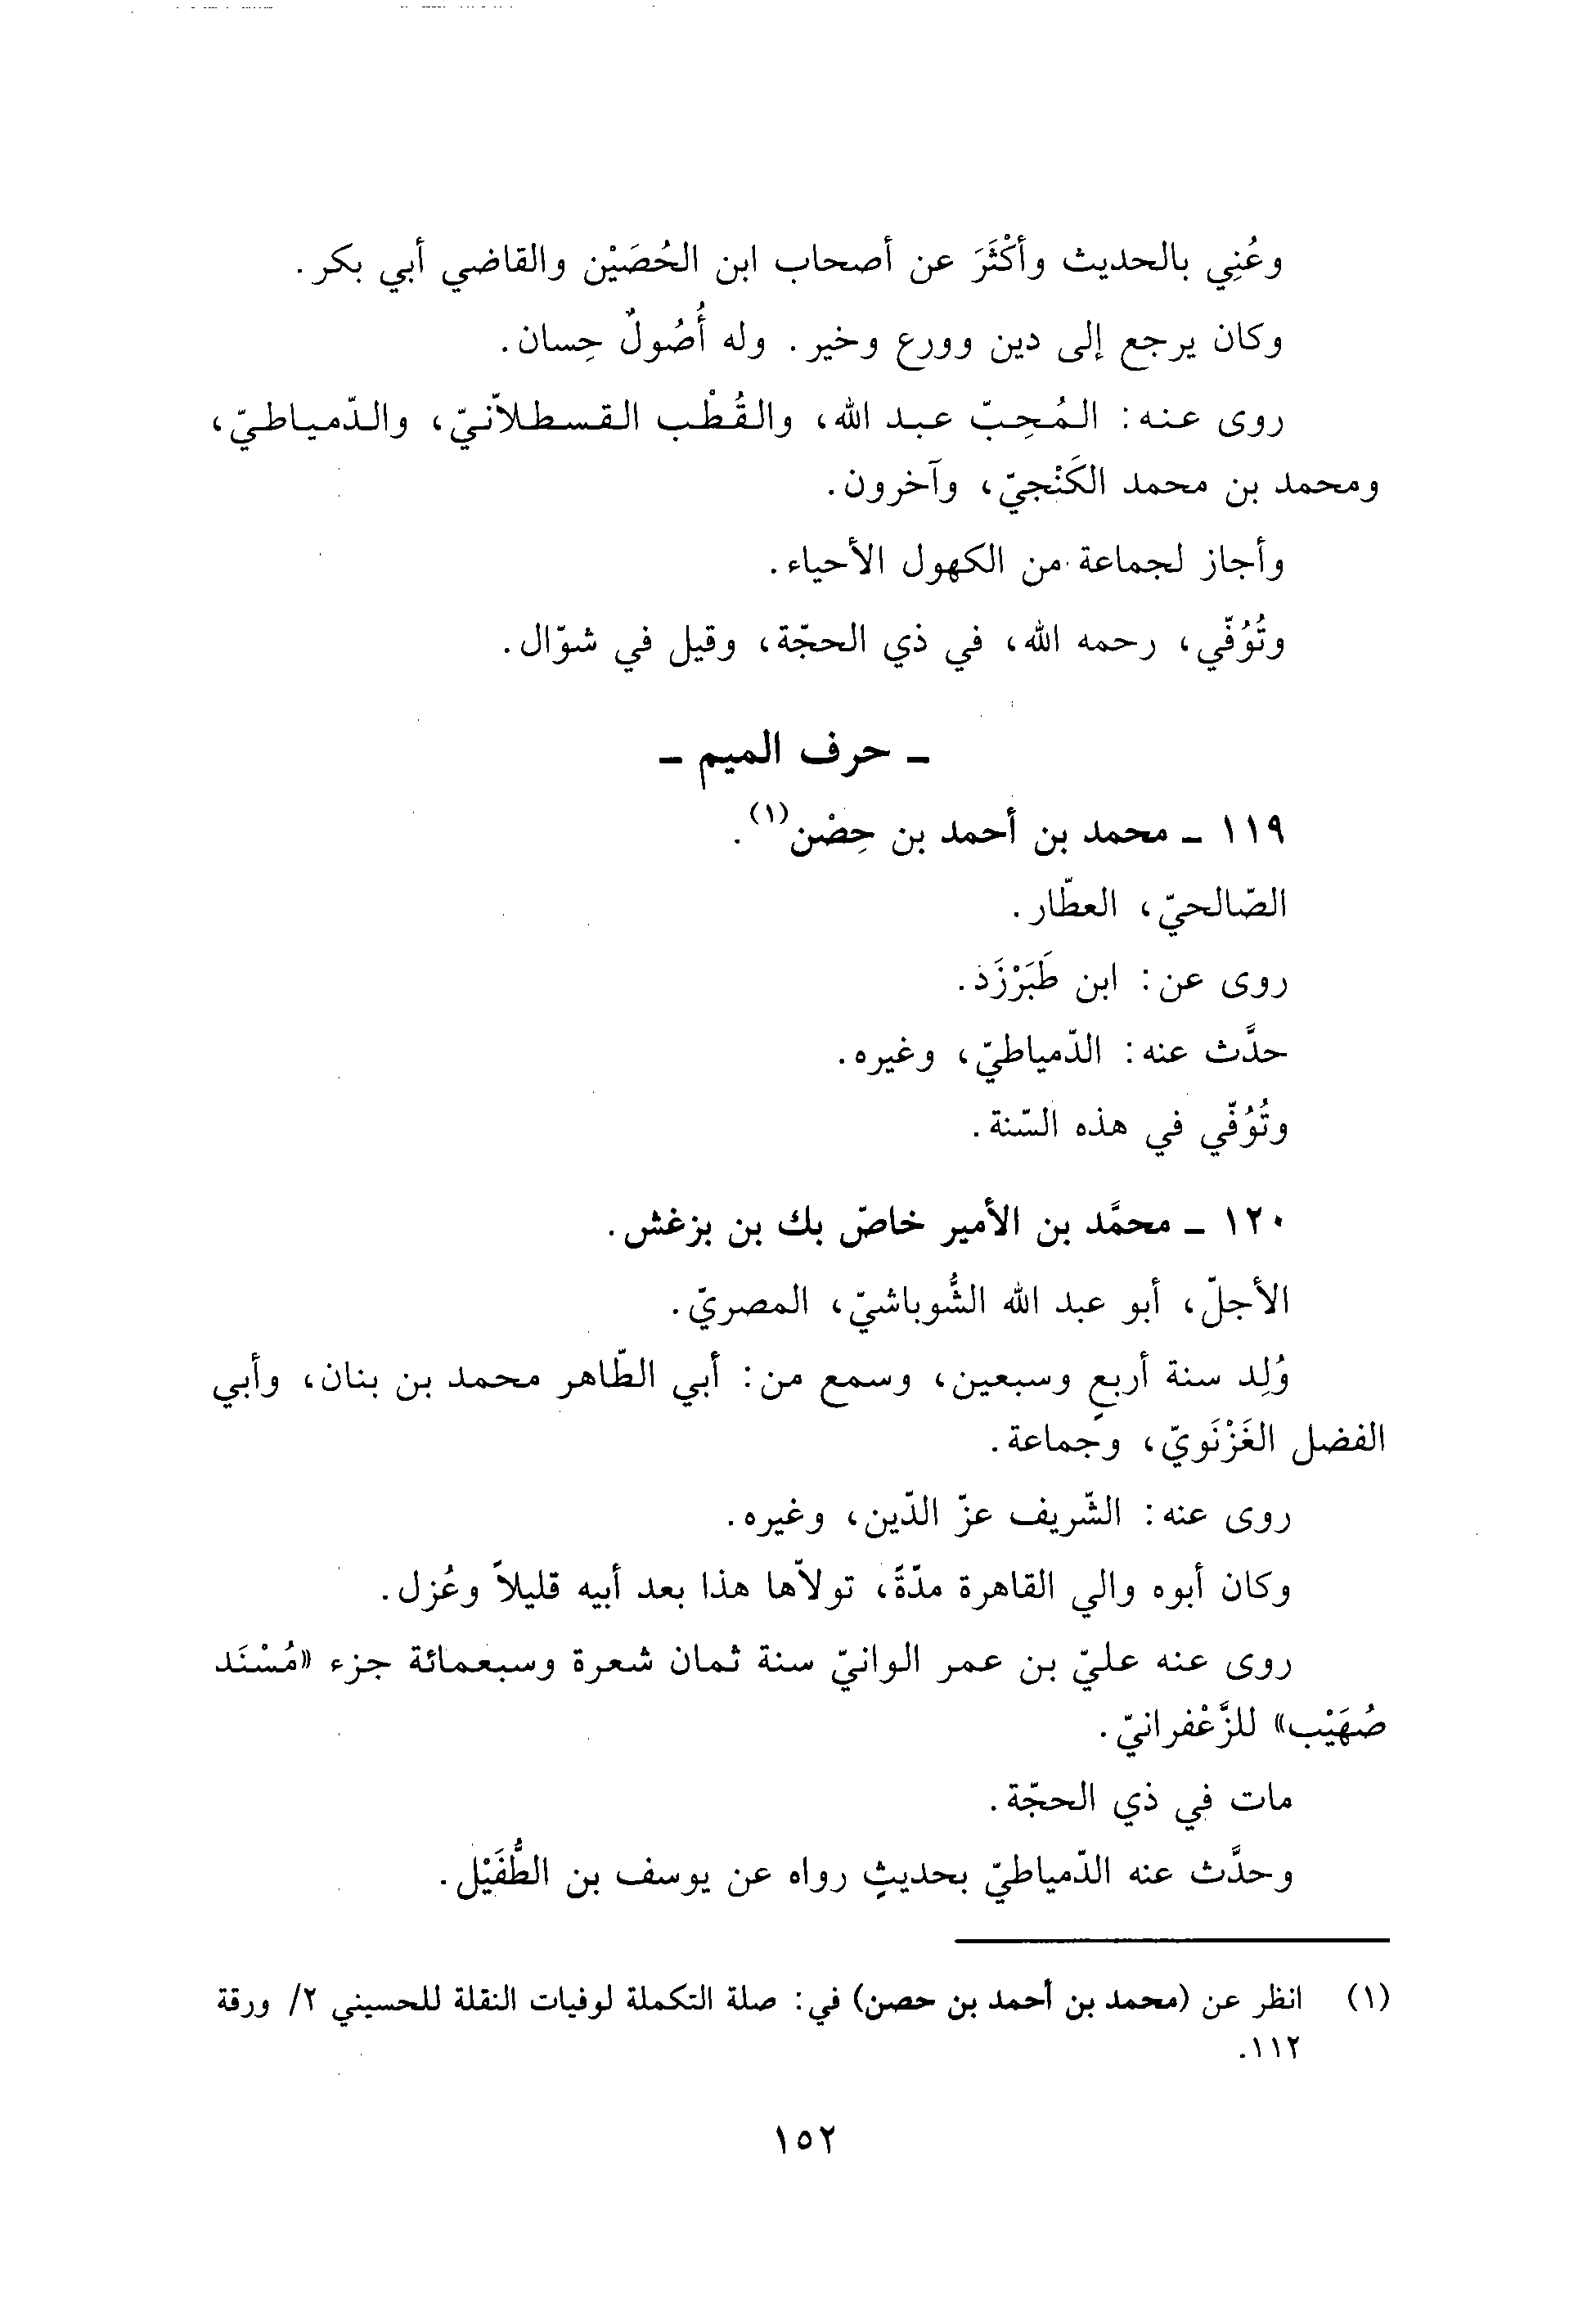 وعُنِي بالحديث وأكْثَرَ عن أصحاب ابن الحُصَيْن والقاضي أبي بكر.
وكان يرجع إلى دين وورع وخير. وله أُصُولٌ حِسان.
روى عنه: المُحِبّ عبد الله، والقُطْب القسطلاّنيّ، والدّمياطيّ،
ومحمد بن محمد الكَنْجيّ، وآخرون.
وأجاز لجماعة من الكهول الأحياء.
وتُوُفّي، رحمه الله، في ذي الحجّة، وقيل في شوّال.
ـ حرف الميم ـ
١١٩ ـ محمد بن أحمد بن حِصْن(١).
الصّالحيّ، العطّار.
روى عن: ابن طَبَرْزَذ.
حدَّث عنه: الدّمياطيّ، وغيره.
وتُوُفّي في هذه السّنة.
١٢٠ ـ محمَّد بن الأمير خاصّ بك بن بزغش.
الأجلّ، أبو عبد الله الشُّوباشيّ، المصريّ.
وُلِد سنة أربعٍ وسبعين، وسمع من: أبي الطّاهر محمد بن بنان، وأبي
الفضل الغَزْنَويّ، وجماعة.
روى عنه: الشّريف عزّ الدّين، وغيره.
وكان أبوه والي القاهرة مدّةً، تولاّها هذا بعد أبيه قليلاً وعُزل.
روى عنه عليّ بن عمر الوانيّ سنة ثمان شعرة وسبعمائة جزء «مُسْنَد
صُهَيْب» للزَّعْفرانيّ.
مات في ذي الحجّة.
وحدَّث عنه الدّمياطيّ بحديثٍ رواه عن يوسف بن الطُّفَيْل.
(١) انظر عن (محمد بن أحمد بن حصن) في: صلة التكملة لوفيات النقلة للحسيني ٢/ ورقة
١١٢.
١٥٢